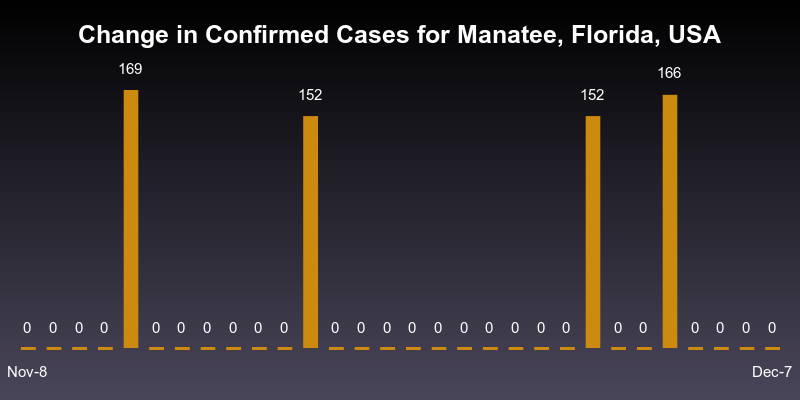 Change in Confirmed Cases for Manatee, Florida, USA
169
166
152
152
0 0 0 0 0 0 0 0 0 0 0 0 0 0 0 0 0 0 0 0 0 0 0 0 0 0
Nov-8 Dec-7